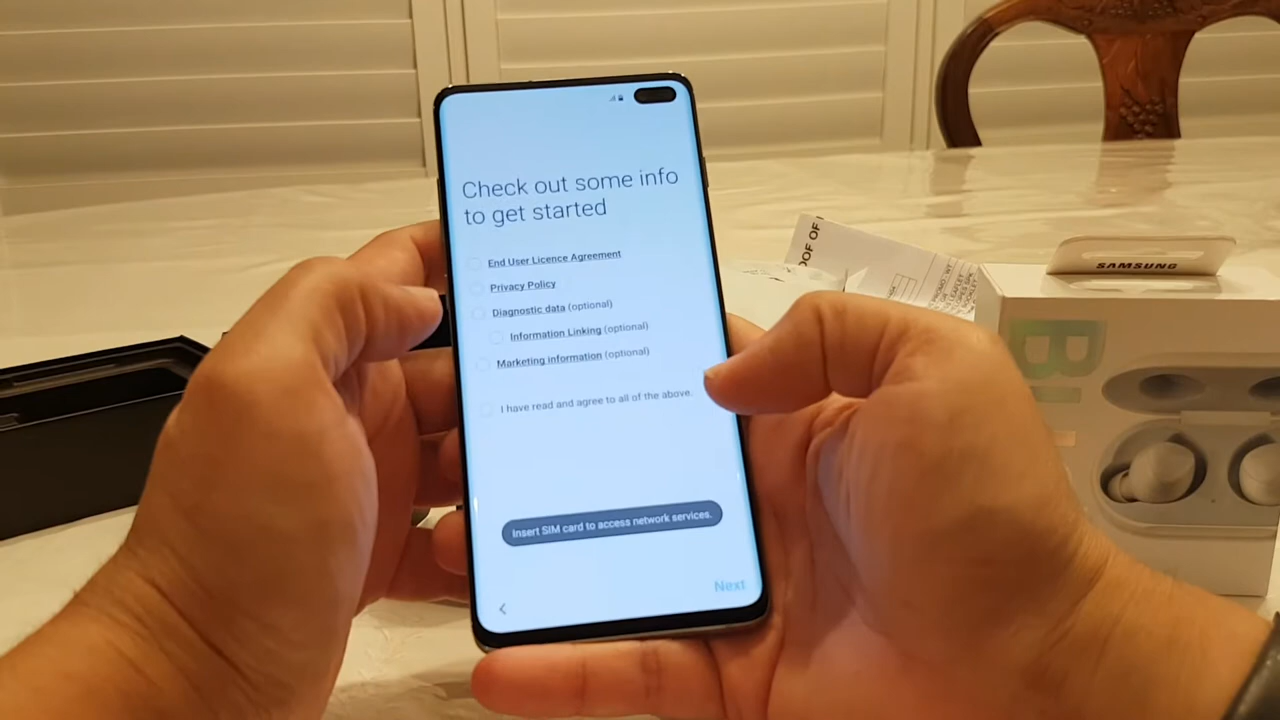 Check out some info
to get started
End User Licence Agreement
Privacy Policy
Diagnostic data (optional)
Information Linking (optional)
Marketing information (optional)
I have read and agree to all of the above.
Insert SIM card to access network services.
Next
OOF OF
SAMSUNG